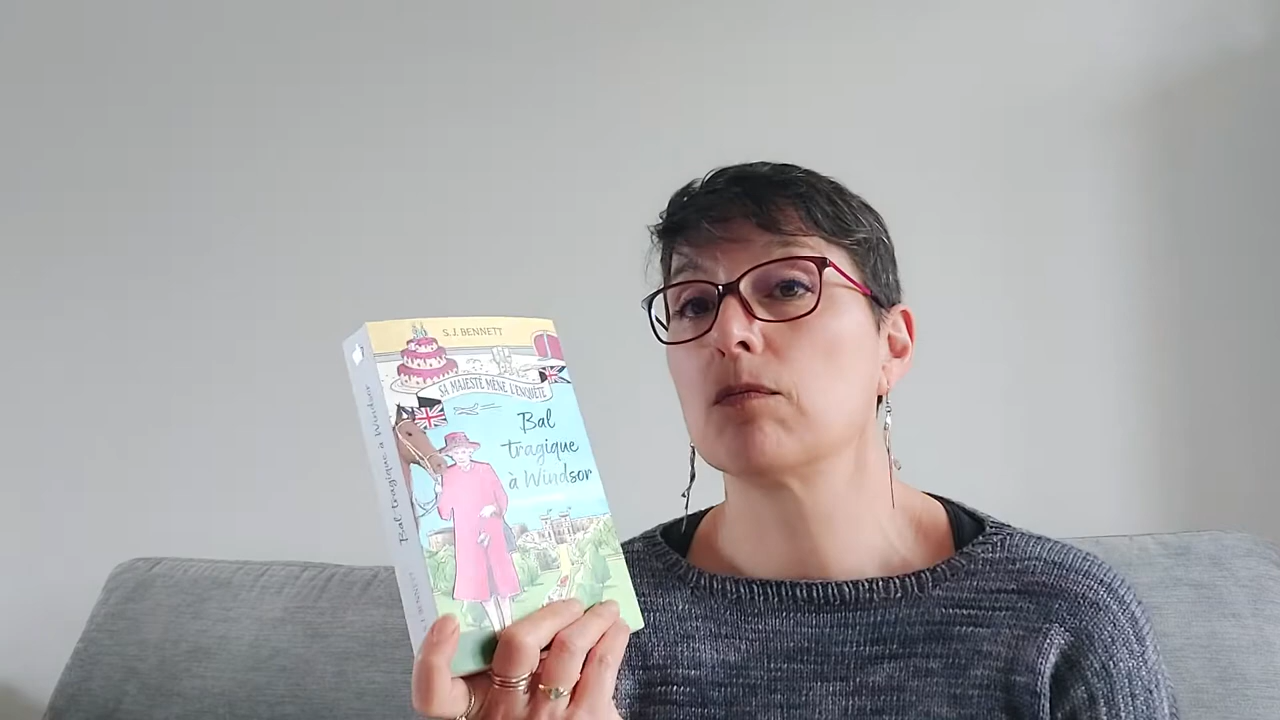 S.J. BENNETT
SA MAJESTÉ MÈNE L'ENQUÊTE
Bal
tragique
à Windsor
Bal tragique à Windsor
S.J. BENNETT